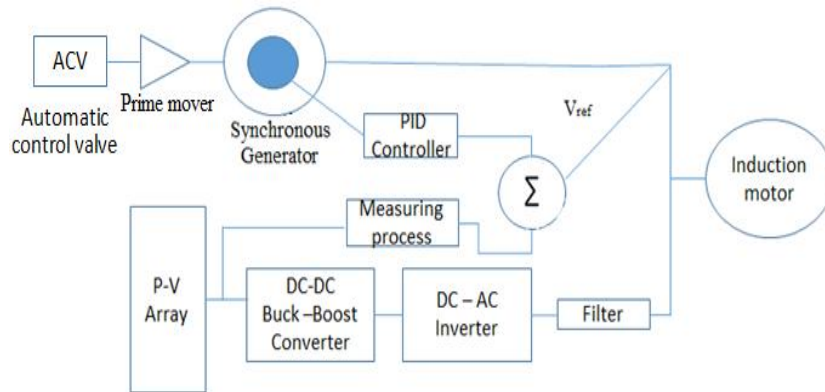 ACV
Automatic
control valve
Prime mover
Synchronous
Generator
PID
Controller
V_ref
Σ
Induction
motor
Measuring
process
P-V
Array
DC-DC
Buck –Boost
Converter
DC – AC
Inverter
Filter